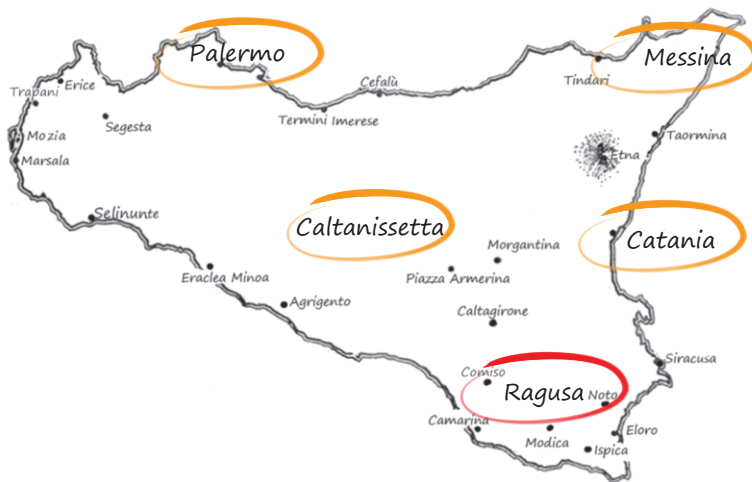 Palermo
Messina
Erice
Cefalù
Tindari
Trapani
Segesta
Termini Imerese
Mozia
Taormina
Marsala
Etna
Selinunte
Caltanissetta
Catania
Morgantina
Eraclea Minoa
Piazza Armerina
Agrigento
Caltagirone
Siracusa
Comiso
Ragusa
Noto
Camarina
Modica
Eloro
Ispica